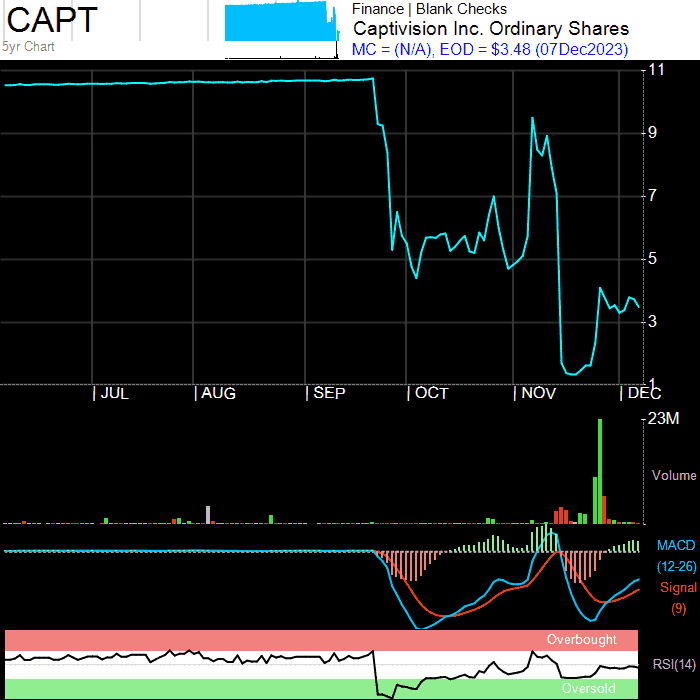 CAPT
5yr Chart
Finance | Blank Checks
Captivision Inc. Ordinary Shares
MC = (N/A), EOD = $3.48 (07Dec2023)
11
9
7
5
3
1
| JUL | AUG | SEP | OCT | NOV | DEC
23M
Volume
MACD
(12-26)
Signal
(9)
Overbought
RSI(14)
Oversold